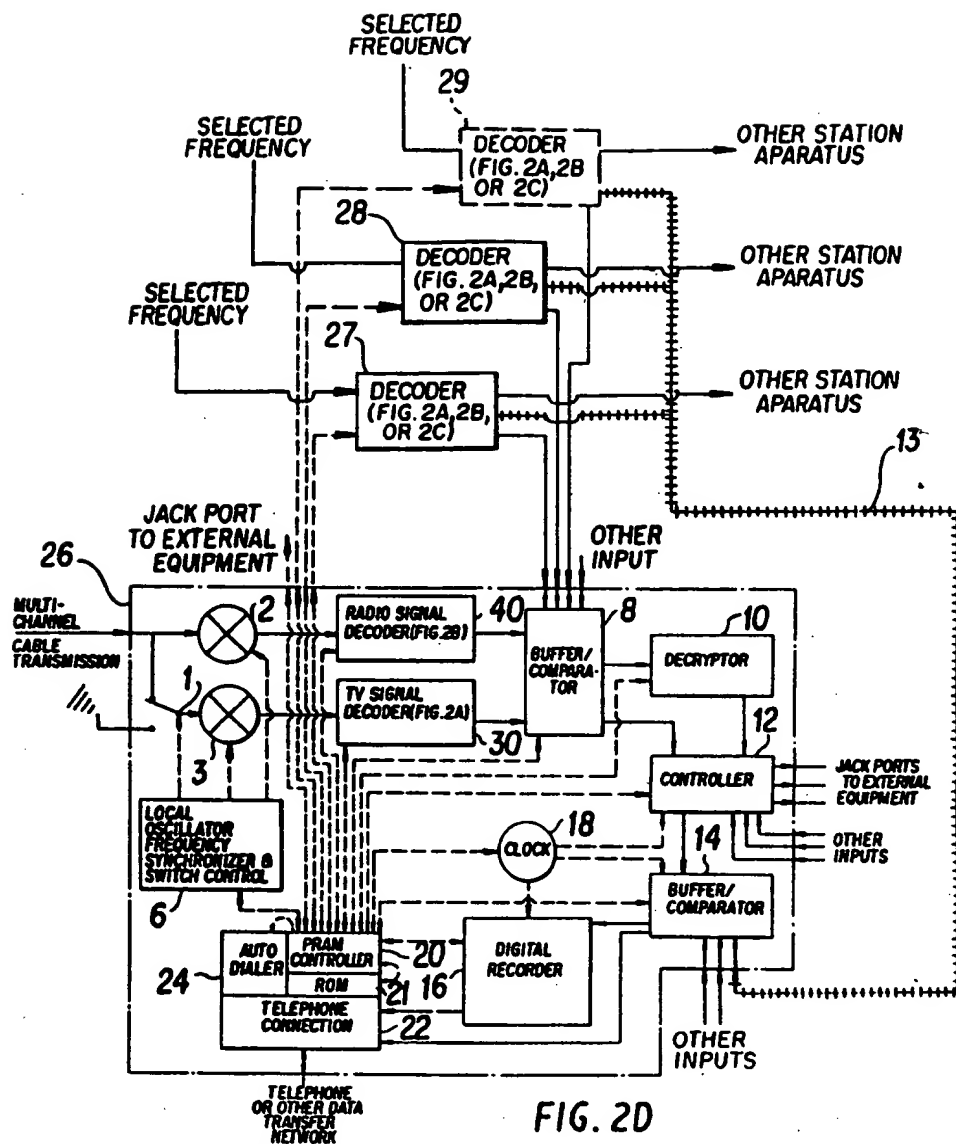 SELECTED
FREQUENCY
29
SELECTED
FREQUENCY
DECODER
(FIG. 2A,2B
OR 2C)
OTHER STATION
APPARATUS
28
DECODER
(FIG. 2A,2B,
OR 2C)
OTHER STATION
APPARATUS
SELECTED
FREQUENCY
27
DECODER
(FIG. 2A,2B,
OR 2C)
OTHER STATION
APPARATUS
13
JACK PORT
TO EXTERNAL
EQUIPMENT
OTHER
INPUT
26
MULTI-
CHANNEL
CABLE
TRANSMISSION
2
RADIO SIGNAL
DECODER(FIG.2B)
40
8
BUFFER/
COMPARA-
TOR
10
DECRYPTOR
1
3
TV SIGNAL
DECODER(FIG.2A)
30
12
CONTROLLER
JACK PORTS
TO EXTERNAL
EQUIPMENT
OTHER
INPUTS
LOCAL
OSCILLATOR
FREQUENCY
SYNCHRONIZER &
SWITCH CONTROL
6
18
CLOCK
14
BUFFER/
COMPARATOR
24
AUTO
DIALER
PRAM
CONTROLLER
20
ROM
21
16
DIGITAL
RECORDER
TELEPHONE
CONNECTION
22
OTHER
INPUTS
TELEPHONE
OR OTHER DATA
TRANSFER
NETWORK
FIG. 2D